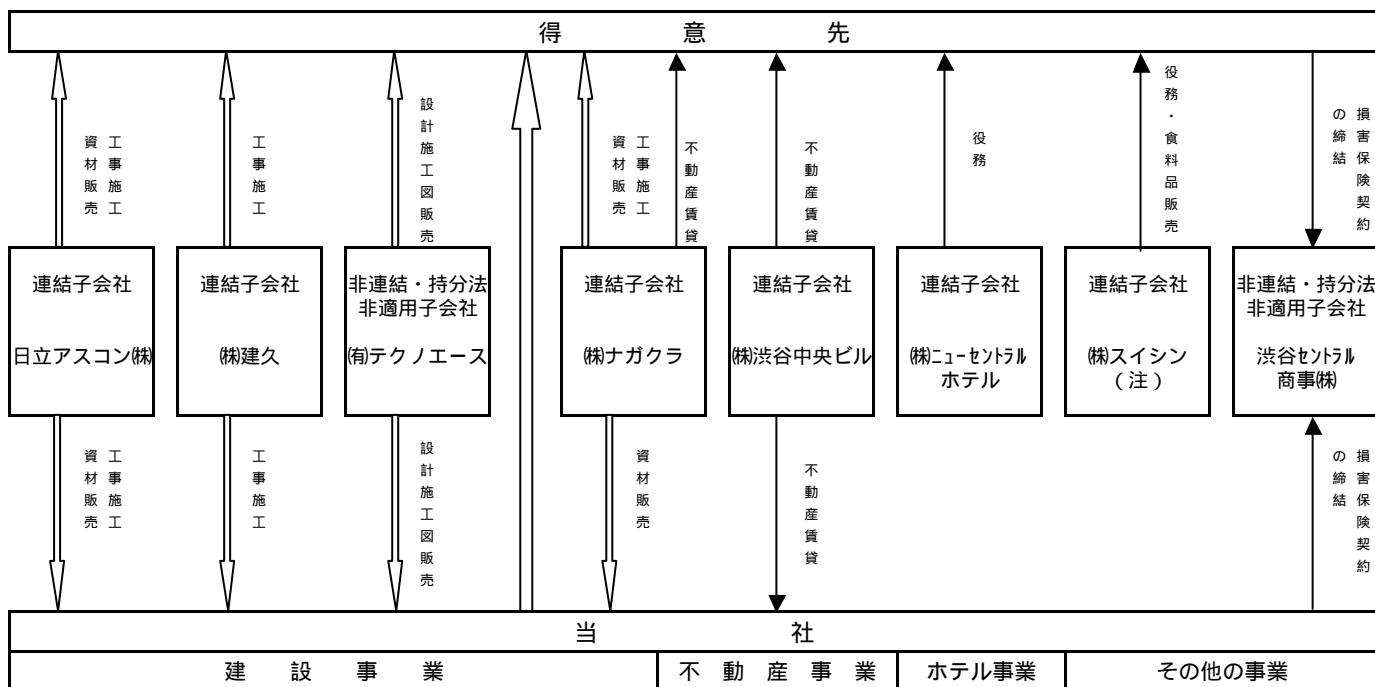 得意先
工事施工
資材販売
工事施工
設計施工図販売
工事施工
資材販売
不動産賃貸
不動産賃貸
役務
役務・食料品販売
損害保険契約
の締結
連結子会社
日立アスコン㈱
連結子会社
㈱建久
非連結・持分法
非適用子会社
㈲テクノエース
連結子会社
㈱ナガクラ
連結子会社
㈱渋谷中央ビル
連結子会社
㈱ニューセントラル
ホテル
連結子会社
㈱スイシン
(注)
非連結・持分法
非適用子会社
渋谷セントラル
商事㈱
工事施工
資材販売
工事施工
設計施工図販売
資材販売
不動産賃貸
損害保険契約
の締結
当社
建設事業
不動産事業
ホテル事業
その他の事業